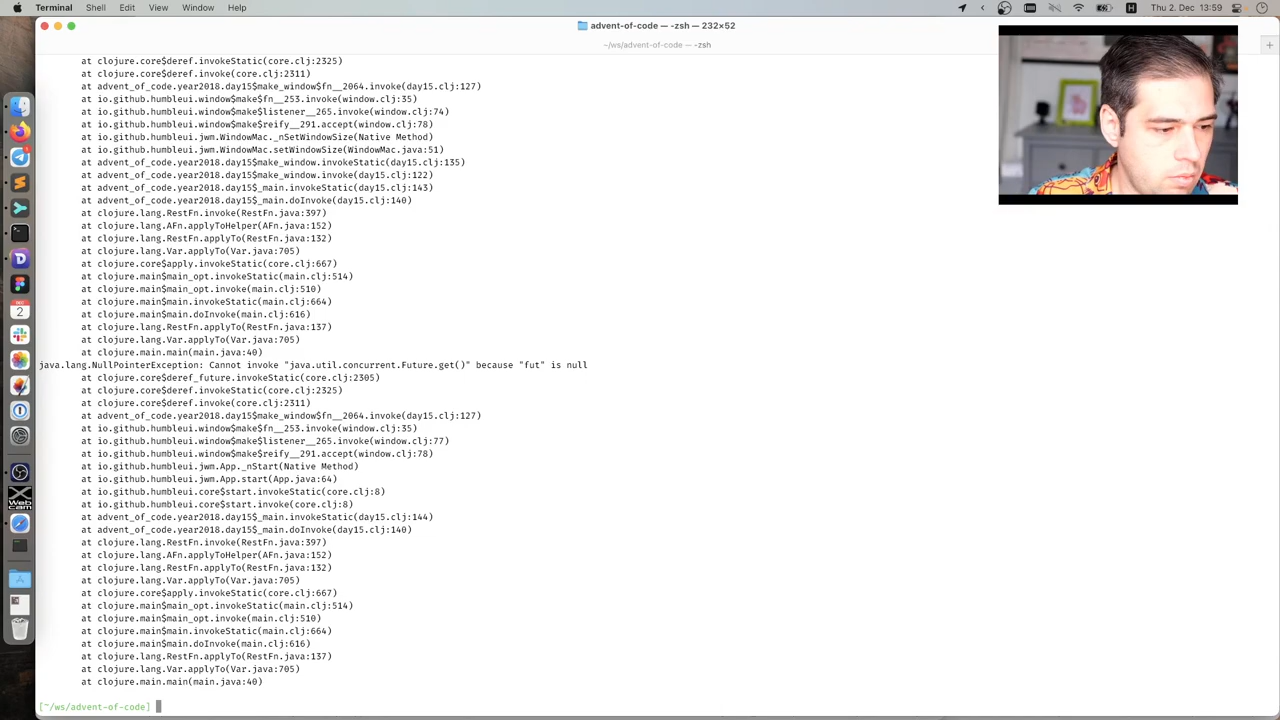 Terminal Shell Edit View Window Help
Thu 2. Dec 13:59
advent-of-code — -zsh — 232×52
~/ws/advent-of-code — -zsh
at clojure.core$deref.invokeStatic(core.clj:2325)
at clojure.core$deref.invoke(core.clj:2311)
at advent_of_code.year2018.day15$make_window$fn__2064.invoke(day15.clj:127)
at io.github.humbleui.window$make$fn__253.invoke(window.clj:35)
at io.github.humbleui.window$make$listener__265.invoke(window.clj:74)
at io.github.humbleui.window$make$reify__291.accept(window.clj:78)
at io.github.humbleui.jwm.WindowMac._nSetWindowSize(Native Method)
at io.github.humbleui.jwm.WindowMac.setWindowSize(WindowMac.java:51)
at advent_of_code.year2018.day15$make_window.invokeStatic(day15.clj:135)
at advent_of_code.year2018.day15$make_window.invoke(day15.clj:122)
at advent_of_code.year2018.day15$_main.invokeStatic(day15.clj:143)
at advent_of_code.year2018.day15$_main.doInvoke(day15.clj:140)
at clojure.lang.RestFn.invoke(RestFn.java:397)
at clojure.lang.AFn.applyToHelper(AFn.java:152)
at clojure.lang.RestFn.applyTo(RestFn.java:132)
at clojure.lang.Var.applyTo(Var.java:705)
at clojure.core$apply.invokeStatic(core.clj:667)
at clojure.main$main_opt.invokeStatic(main.clj:514)
at clojure.main$main_opt.invoke(main.clj:510)
at clojure.main$main.invokeStatic(main.clj:664)
at clojure.main$main.doInvoke(main.clj:616)
at clojure.lang.RestFn.applyTo(RestFn.java:137)
at clojure.lang.Var.applyTo(Var.java:705)
at clojure.main.main(main.java:40)
java.lang.NullPointerException: Cannot invoke "java.util.concurrent.Future.get()" because "fut" is null
at clojure.core$deref_future.invokeStatic(core.clj:2305)
at clojure.core$deref.invokeStatic(core.clj:2325)
at clojure.core$deref.invoke(core.clj:2311)
at advent_of_code.year2018.day15$make_window$fn__2064.invoke(day15.clj:127)
at io.github.humbleui.window$make$fn__253.invoke(window.clj:35)
at io.github.humbleui.window$make$listener__265.invoke(window.clj:77)
at io.github.humbleui.window$make$reify__291.accept(window.clj:78)
at io.github.humbleui.jwm.App._nStart(Native Method)
at io.github.humbleui.jwm.App.start(App.java:64)
at io.github.humbleui.core$start.invokeStatic(core.clj:8)
at io.github.humbleui.core$start.invoke(core.clj:8)
at advent_of_code.year2018.day15$_main.invokeStatic(day15.clj:144)
at advent_of_code.year2018.day15$_main.doInvoke(day15.clj:140)
at clojure.lang.RestFn.invoke(RestFn.java:397)
at clojure.lang.AFn.applyToHelper(AFn.java:152)
at clojure.lang.RestFn.applyTo(RestFn.java:132)
at clojure.lang.Var.applyTo(Var.java:705)
at clojure.core$apply.invokeStatic(core.clj:667)
at clojure.main$main_opt.invokeStatic(main.clj:514)
at clojure.main$main_opt.invoke(main.clj:510)
at clojure.main$main.invokeStatic(main.clj:664)
at clojure.main$main.doInvoke(main.clj:616)
at clojure.lang.RestFn.applyTo(RestFn.java:137)
at clojure.lang.Var.applyTo(Var.java:705)
at clojure.main.main(main.java:40)
[~/ws/advent-of-code]
DEC
2
X
Web
cam